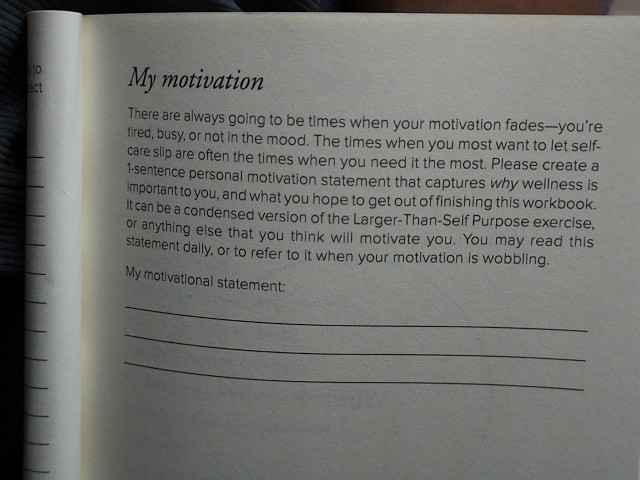 to
ect
My motivation
There are always going to be times when your motivation fades—you're
tired, busy, or not in the mood. The times when you most want to let self-
care slip are often the times when you need it the most. Please create a
1-sentence personal motivation statement that captures why wellness is
important to you, and what you hope to get out of finishing this workbook.
It can be a condensed version of the Larger-Than-Self Purpose exercise,
or anything else that you think will motivate you. You may read this
statement daily, or to refer to it when your motivation is wobbling.
My motivational statement: